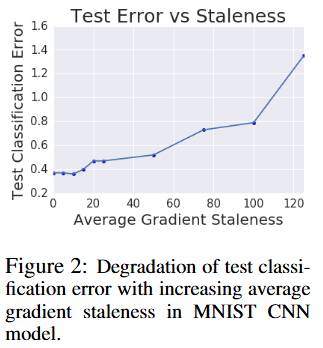 Test Error vs Staleness
Test Classification Error
1.6
1.4
1.2
1.0
0.8
0.6
0.4
0.2
0 20 40 60 80 100 120
Average Gradient Staleness
Figure 2: Degradation of test classi-
fication error with increasing average
gradient staleness in MNIST CNN
model.